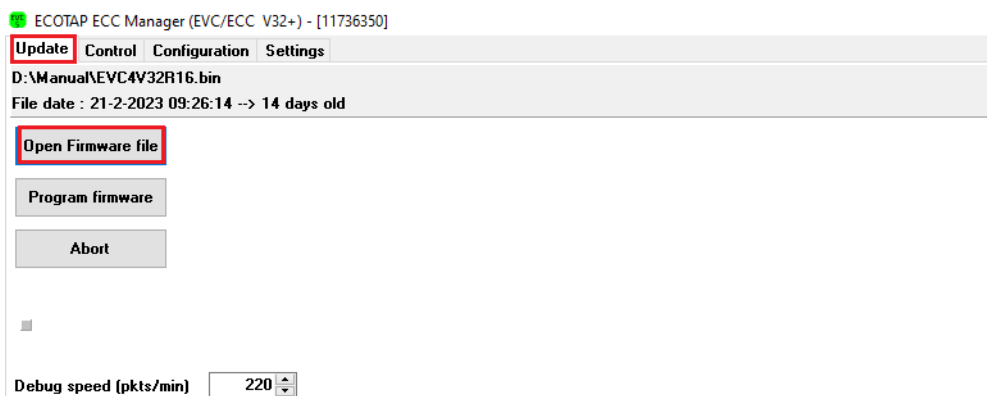 ECOTAP ECC Manager (EVC/ECC V32+) - [11736350]
Update Control Configuration Settings
D:\Manual\EVC4V32R16.bin
File date : 21-2-2023 09:26:14 --> 14 days old
Open Firmware file
Program firmware
Abort
Debug speed (pkts/min) 220